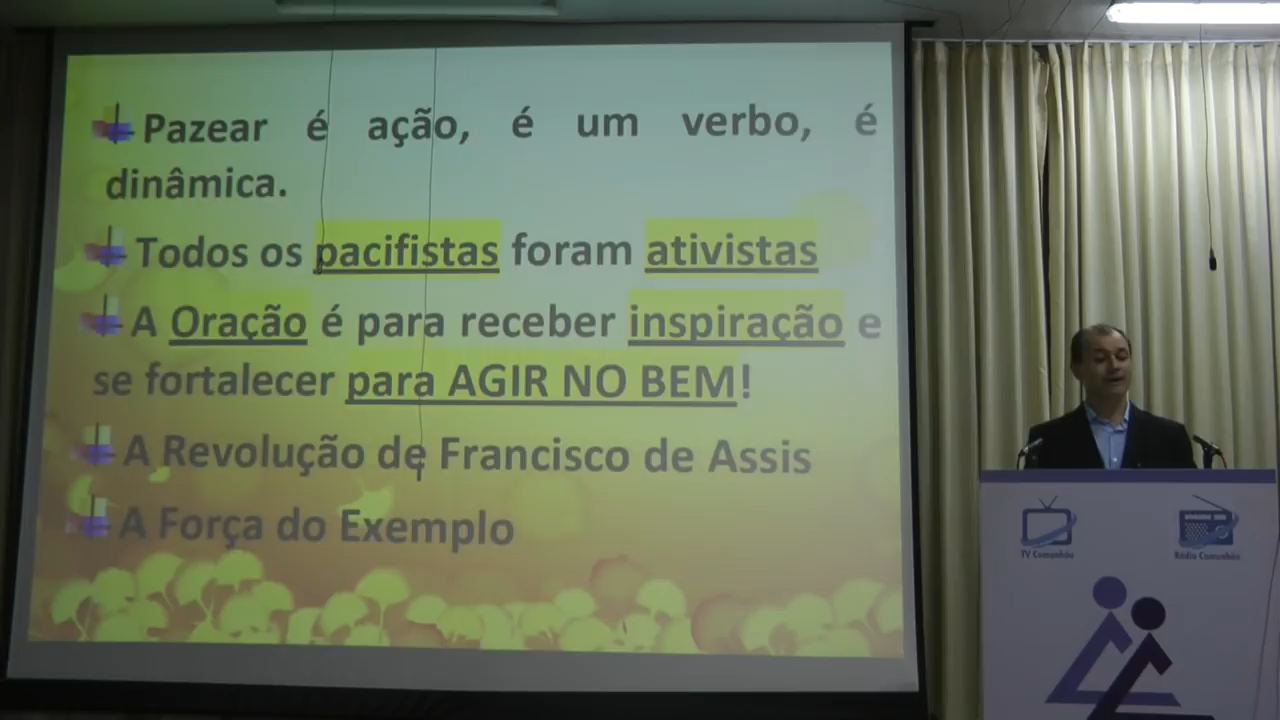 Pazear é ação, é um verbo, é
dinâmica.
Todos os pacifistas foram ativistas
A Oração é para receber inspiração e
se fortalecer para AGIR NO BEM!
A Revolução de Francisco de Assis
A Força do Exemplo
TV Comunhão
Rádio Comunhão